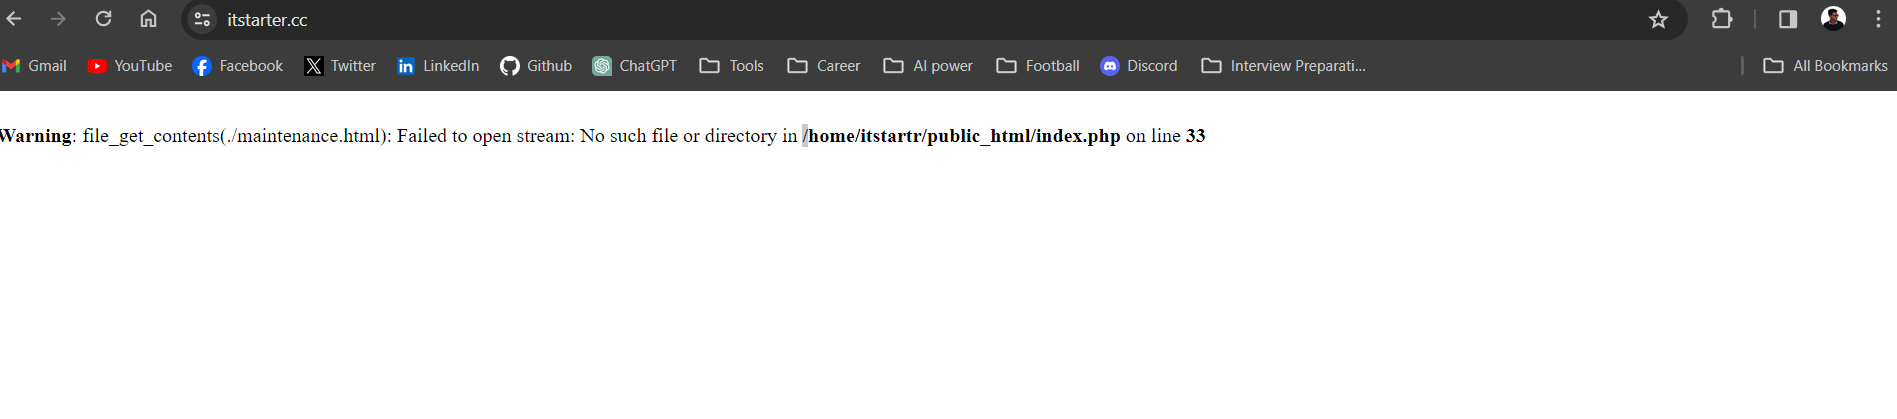 itstarter.cc
Gmail YouTube Facebook Twitter LinkedIn Github ChatGPT Tools Career AI power Football Discord Interview Preparati... All Bookmarks
Warning: file_get_contents(./maintenance.html): Failed to open stream: No such file or directory in /home/itstartr/public_html/index.php on line 33